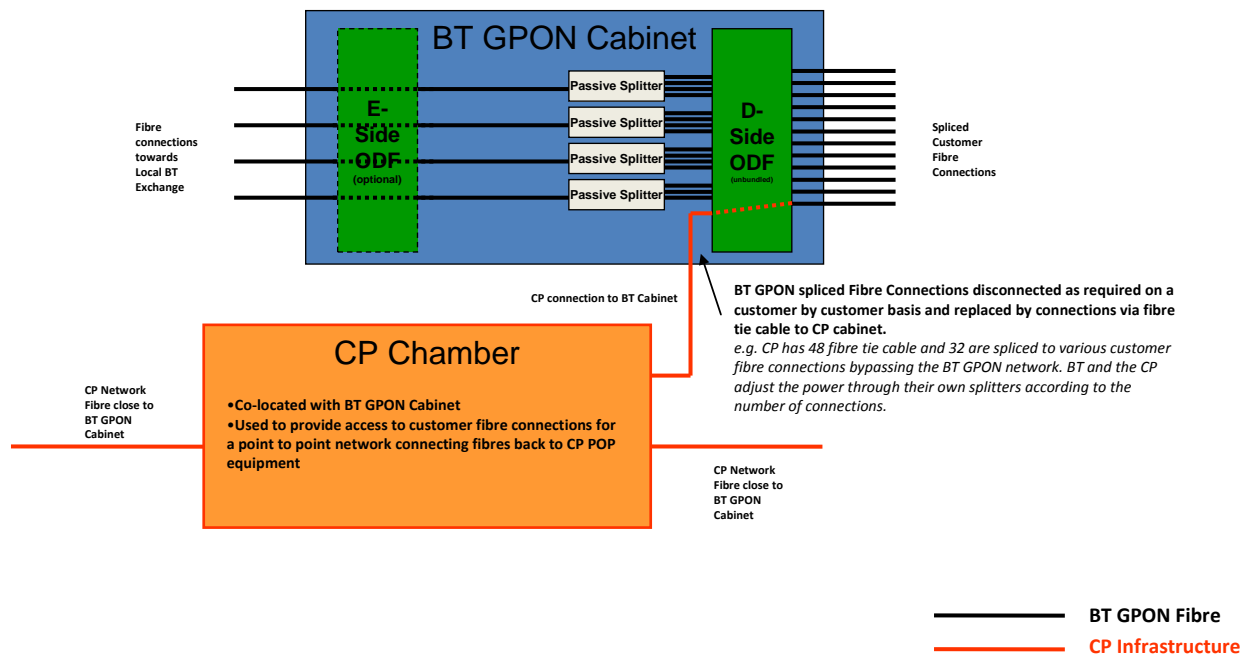 BT GPON Cabinet
E-
Side
ODF
(optional)
Passive Splitter
Passive Splitter
Passive Splitter
Passive Splitter
D-
Side
ODF
(unbundled)
Fibre
connections
towards
Local BT
Exchange
Spliced
Customer
Fibre
Connections
CP connection to BT Cabinet
BT GPON spliced Fibre Connections disconnected as required on a
customer by customer basis and replaced by connections via fibre
tie cable to CP cabinet.
e.g. CP has 48 fibre tie cable and 32 are spliced to various customer
fibre connections bypassing the BT GPON network. BT and the CP
adjust the power through their own splitters according to the
number of connections.
CP Chamber
•Co-located with BT GPON Cabinet
•Used to provide access to customer fibre connections for
a point to point network connecting fibres back to CP POP
equipment
CP Network
Fibre close to
BT GPON
Cabinet
CP Network
Fibre close to
BT GPON
Cabinet
BT GPON Fibre
CP Infrastructure